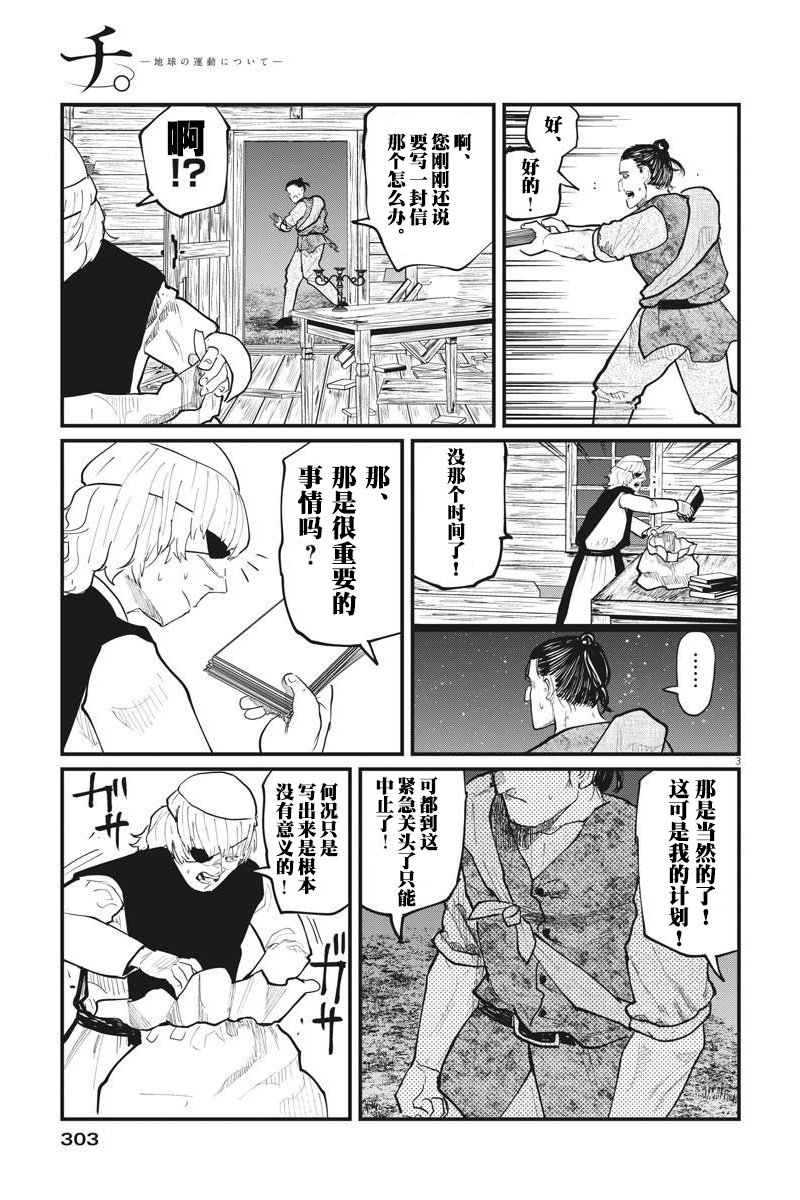 チ。
―地球の運動について―
好、
好的！
啊、
您刚刚还说
要写一封信
那个怎么办。
啊!?
没那个时间了！
……
那、
那是很重要的
事情吗？
3
那是当然的了！
这可是我的计划！
可都到这
紧急关头了只能
中止了！
何况只是
写出来是根本
没有意义的！
ガサ
ガサ
303